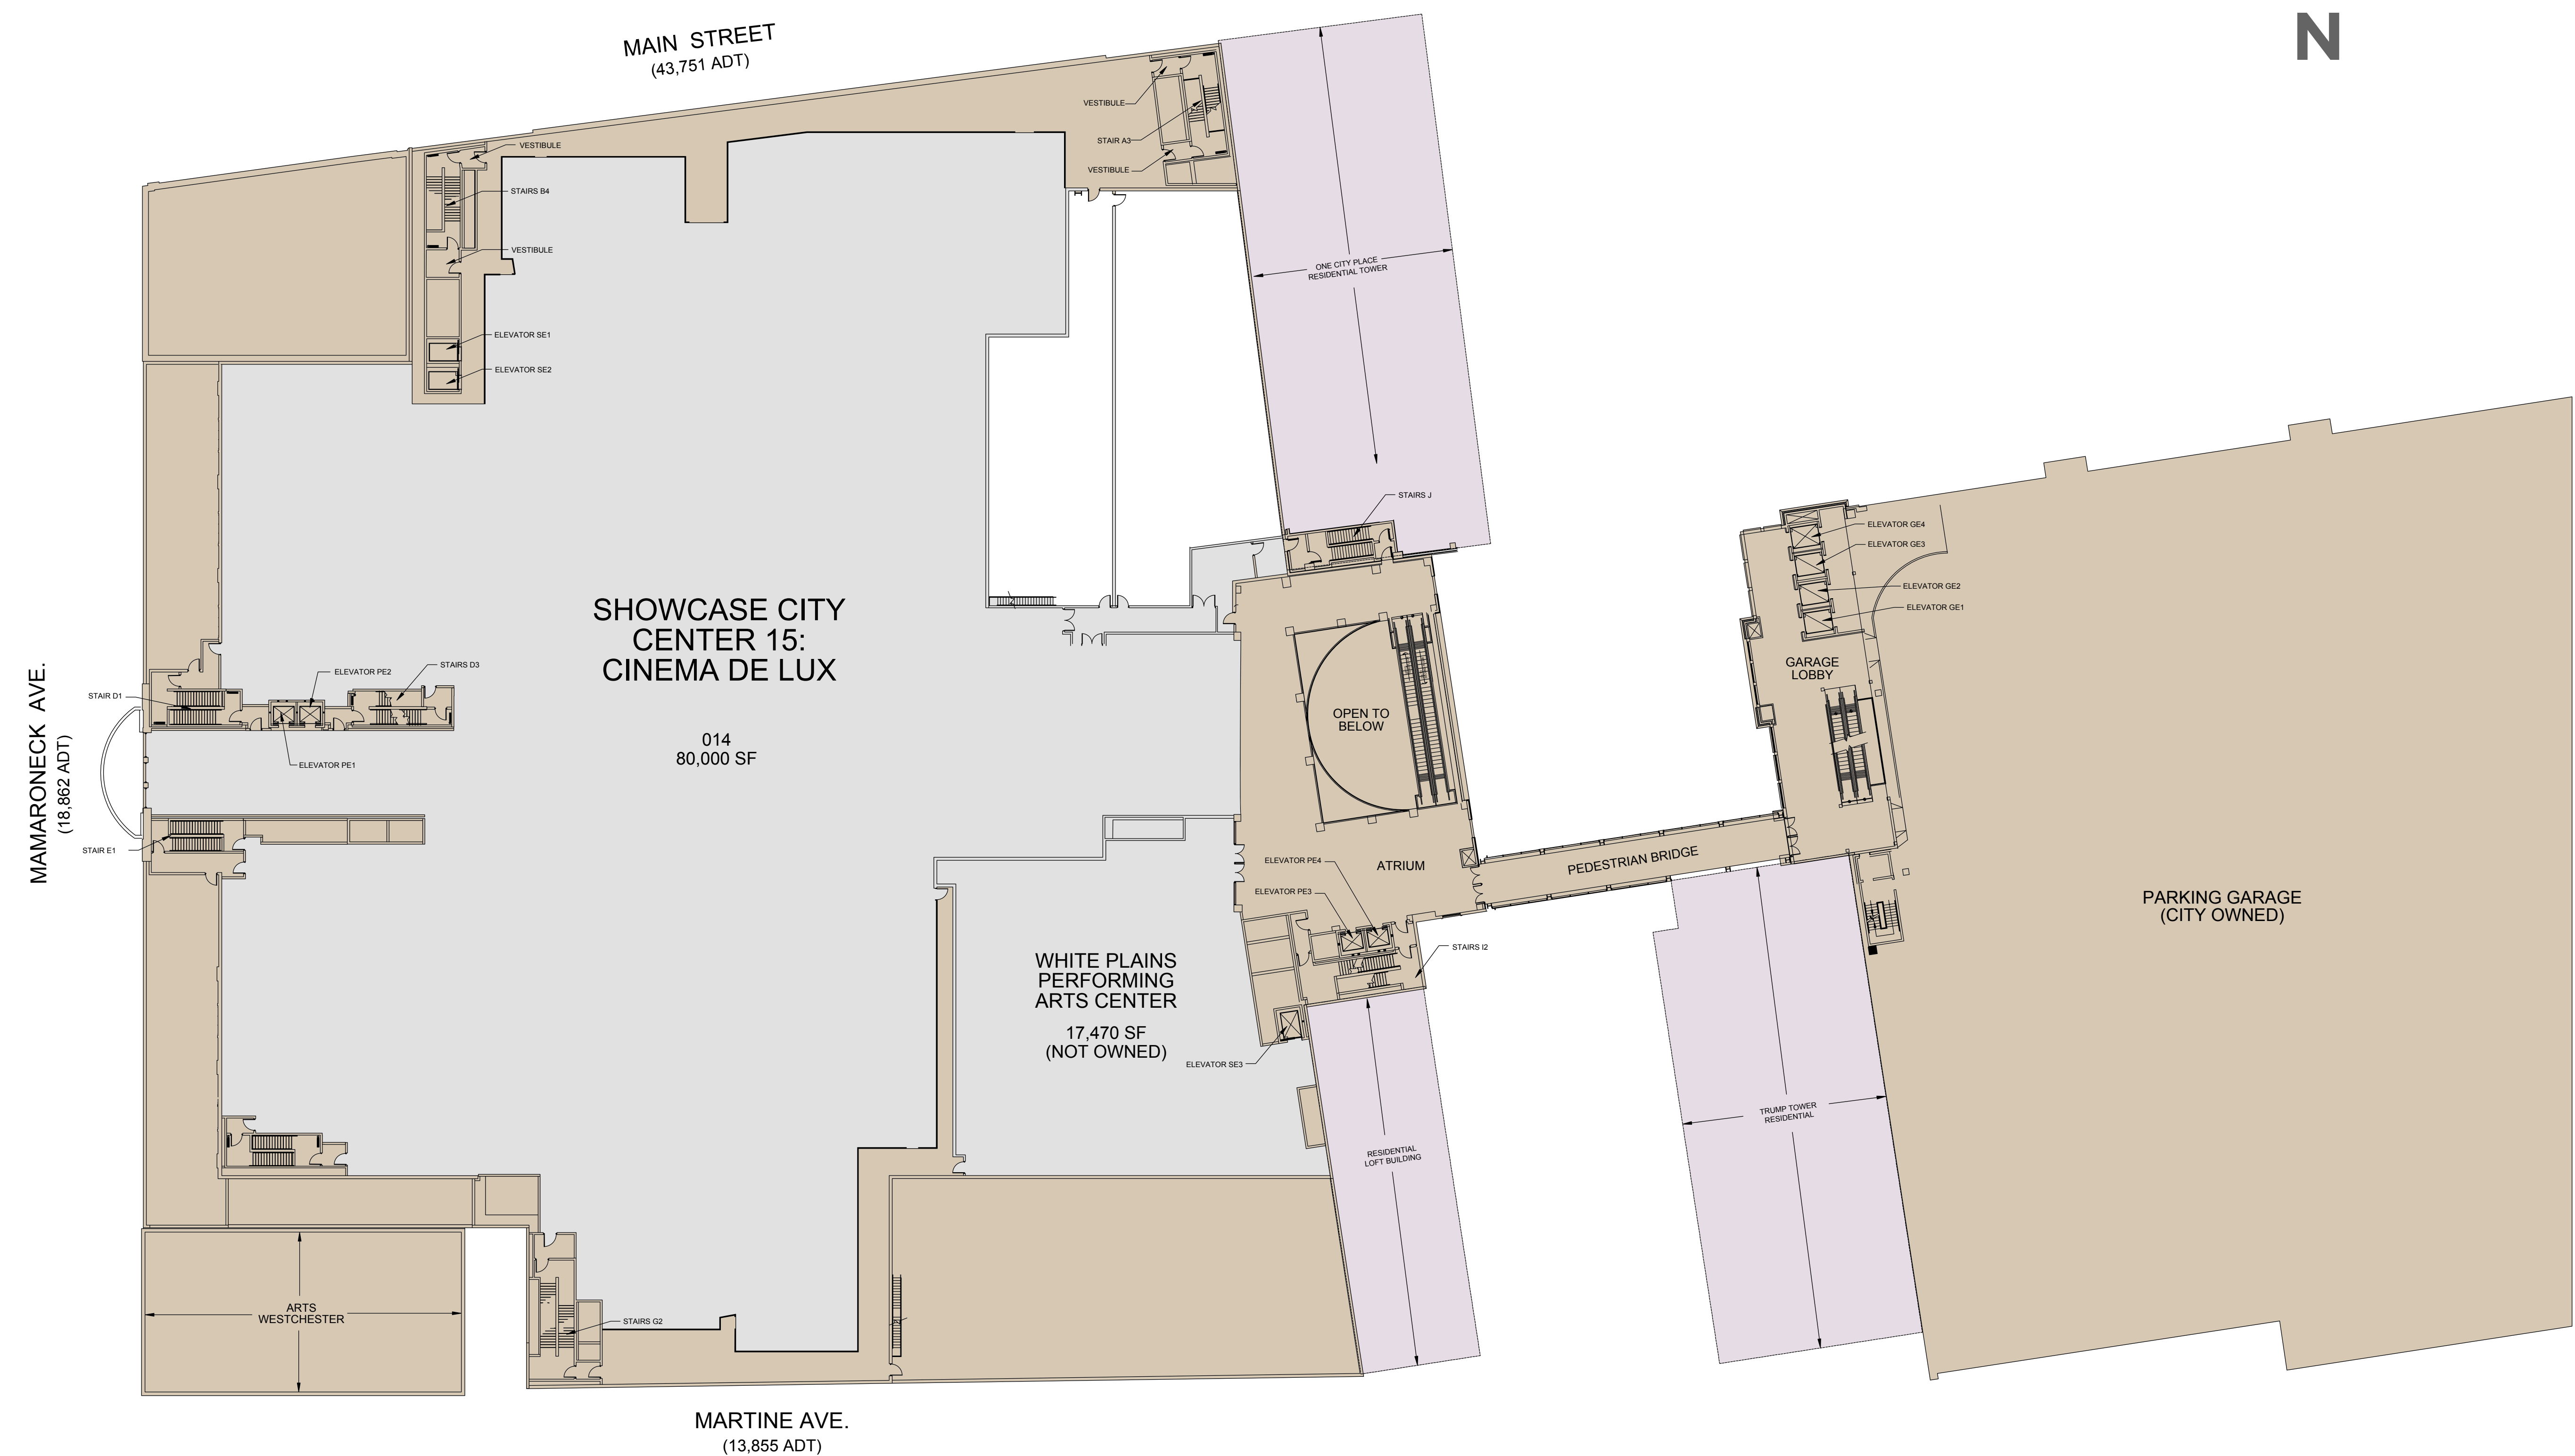 N
MAIN STREET
(43,751 ADT)
VESTIBULE
STAIR A3
VESTIBULE
VESTIBULE
STAIRS B4
VESTIBULE
ELEVATOR SE1
ELEVATOR SE2
ONE CITY PLACE
RESIDENTIAL TOWER
STAIRS J
ELEVATOR GE4
ELEVATOR GE3
ELEVATOR GE2
ELEVATOR GE1
GARAGE
LOBBY
SHOWCASE CITY
CENTER 15:
CINEMA DE LUX
014
80,000 SF
MAMARONECK AVE.
(18,862 ADT)
STAIR D1
ELEVATOR PE2
STAIRS D3
ELEVATOR PE1
STAIR E1
OPEN TO
BELOW
ATRIUM
ELEVATOR PE4
ELEVATOR PE3
STAIRS I2
PEDESTRIAN BRIDGE
PARKING GARAGE
(CITY OWNED)
WHITE PLAINS
PERFORMING
ARTS CENTER
17,470 SF
(NOT OWNED)
ELEVATOR SE3
TRUMP TOWER
RESIDENTIAL
RESIDENTIAL
LOFT BUILDING
ARTS
WESTCHESTER
STAIRS G2
MARTINE AVE.
(13,855 ADT)